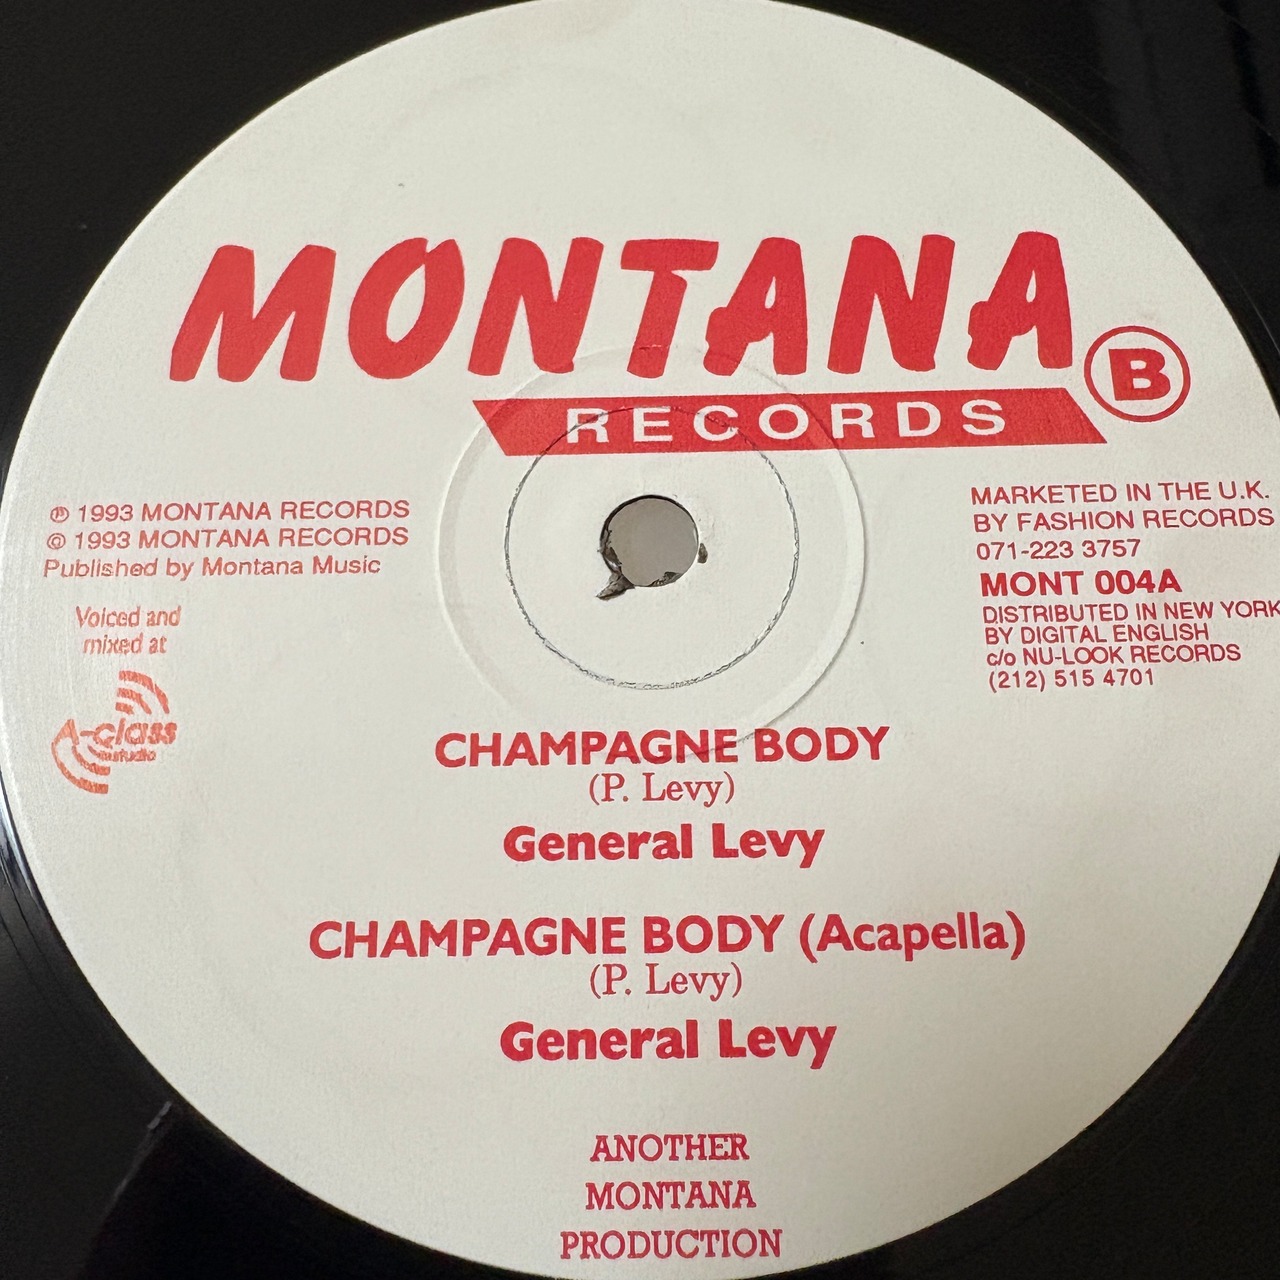 MONTANA
B
RECORDS
℗ 1993 MONTANA RECORDS
© 1993 MONTANA RECORDS
Published by Montana Music
Voiced and
mixed at
A-class
studio
MARKETED IN THE U.K.
BY FASHION RECORDS
071-223 3757
MONT 004A
DISTRIBUTED IN NEW YORK
BY DIGITAL ENGLISH
c/o NU-LOOK RECORDS
(212) 515 4701
CHAMPAGNE BODY
(P. Levy)
General Levy
CHAMPAGNE BODY (Acapella)
(P. Levy)
General Levy
ANOTHER
MONTANA
PRODUCTION